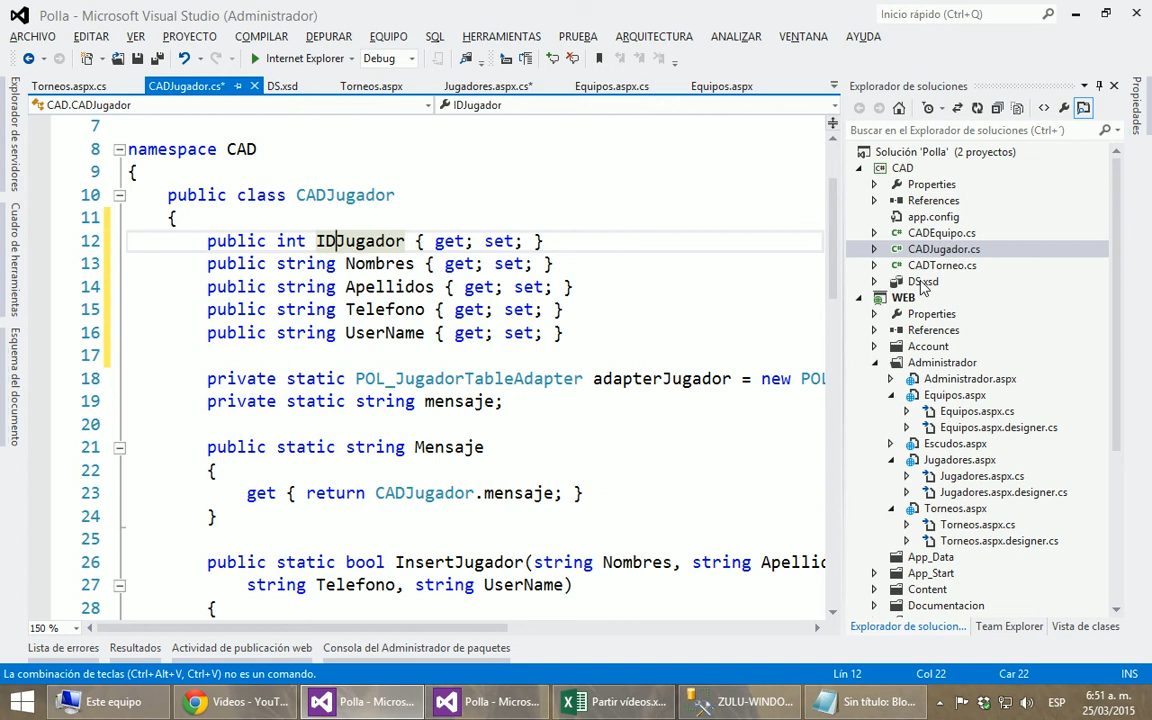 Polla - Microsoft Visual Studio (Administrador)
Inicio rápido (Ctrl+Q)
ARCHIVO EDITAR VER PROYECTO COMPILAR DEPURAR EQUIPO SQL HERRAMIENTAS PRUEBA ARQUITECTURA ANALIZAR VENTANA AYUDA
Internet Explorer Debug
Torneos.aspx.cs CADJugador.cs* DS.xsd Torneos.aspx Jugadores.aspx.cs* Equipos.aspx.cs Equipos.aspx
CAD.CADJugador IDJugador
Explorador de servidores
Cuadro de herramientas
Esquema del documento
7
8 namespace CAD
9 {
10 public class CADJugador
11 {
12 public int IDJugador { get; set; }
13 public string Nombres { get; set; }
14 public string Apellidos { get; set; }
15 public string Telefono { get; set; }
16 public string UserName { get; set; }
17
18 private static POL_JugadorTableAdapter adapterJugador = new POL
19 private static string mensaje;
20
21 public static string Mensaje
22 {
23 get { return CADJugador.mensaje; }
24 }
25
26 public static bool InsertJugador(string Nombres, string Apellic
27 string Telefono, string UserName)
28 {
150 %
Explorador de soluciones
Buscar en el Explorador de soluciones (Ctrl+´)
Solución 'Polla' (2 proyectos)
CAD
Properties
References
app.config
CADEquipo.cs
CADJugador.cs
CADTorneo.cs
DS.xsd
WEB
Properties
References
Account
Administrador
Administrador.aspx
Equipos.aspx
Equipos.aspx.cs
Equipos.aspx.designer.cs
Escudos.aspx
Jugadores.aspx
Jugadores.aspx.cs
Jugadores.aspx.designer.cs
Torneos.aspx
Torneos.aspx.cs
Torneos.aspx.designer.cs
App_Data
App_Start
Content
Documentacion
Explorador de solucion... Team Explorer Vista de clases
Propiedades
Lista de errores Resultados Actividad de publicación web Consola del Administrador de paquetes
La combinación de teclas (Ctrl+Alt+V, Ctrl+V) no es un comando. Lín 12 Col 22 Car 22 INS
Este equipo Videos - YouT... Polla - Micros... Polla - Micros... Partir vídeos.x... ZULU-WINDO... Sin título: Blo... ESP 6:51 a. m.
25/03/2015